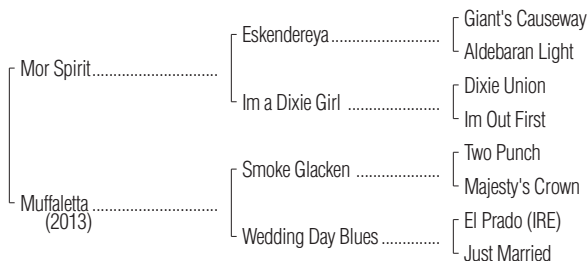 Giant's Causeway
Eskendereya
Aldebaran Light
Mor Spirit
Dixie Union
Im a Dixie Girl
Im Out First
Two Punch
Smoke Glacken
Majesty's Crown
Muffaletta
(2013)
El Prado (IRE)
Wedding Day Blues
Just Married